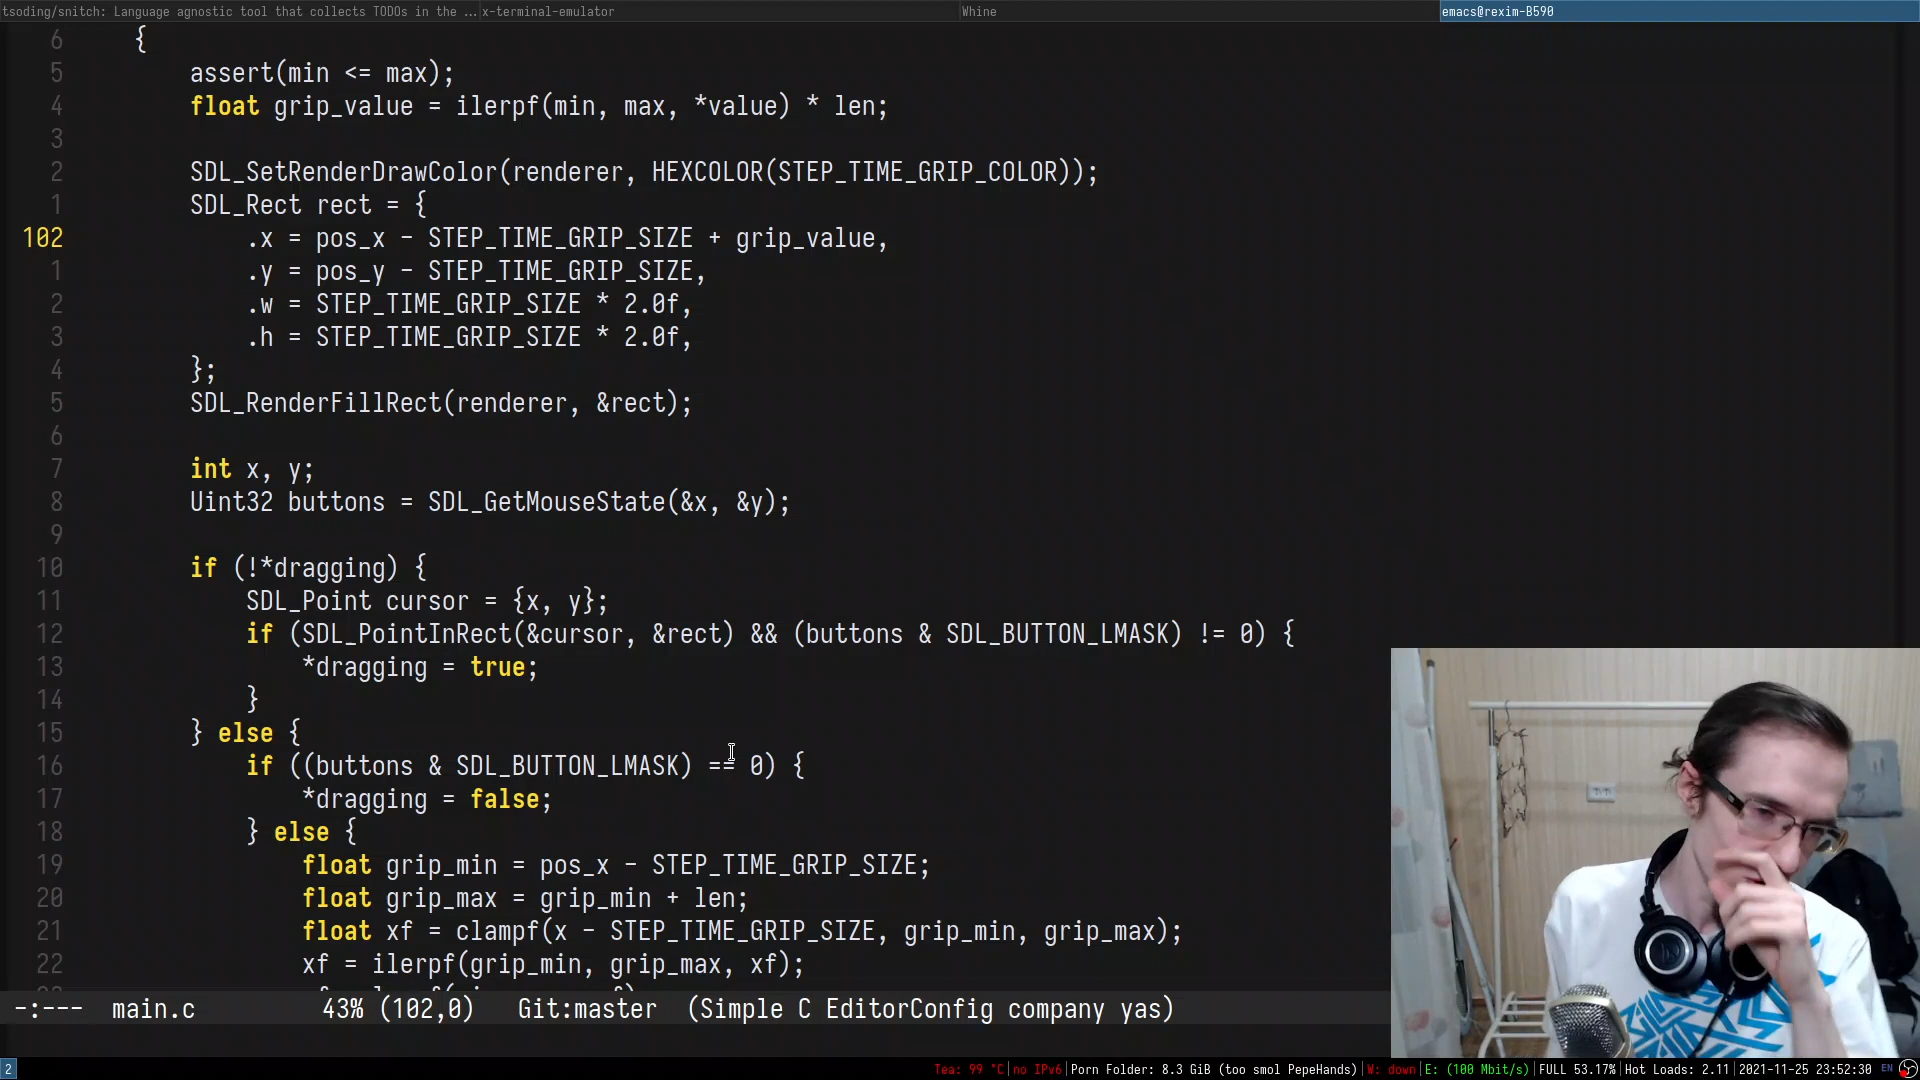 tsoding/snitch: Language agnostic tool that collects TODOs in the ... x-terminal-emulator Whine emacs@rexim-B590
6 {
5 assert(min <= max);
4 float grip_value = ilerpf(min, max, *value) * len;
3
2 SDL_SetRenderDrawColor(renderer, HEXCOLOR(STEP_TIME_GRIP_COLOR));
1 SDL_Rect rect = {
102 .x = pos_x - STEP_TIME_GRIP_SIZE + grip_value,
1 .y = pos_y - STEP_TIME_GRIP_SIZE,
2 .w = STEP_TIME_GRIP_SIZE * 2.0f,
3 .h = STEP_TIME_GRIP_SIZE * 2.0f,
4 };
5 SDL_RenderFillRect(renderer, &rect);
6
7 int x, y;
8 Uint32 buttons = SDL_GetMouseState(&x, &y);
9
10 if (!*dragging) {
11 SDL_Point cursor = {x, y};
12 if (SDL_PointInRect(&cursor, &rect) && (buttons & SDL_BUTTON_LMASK) != 0) {
13 *dragging = true;
14 }
15 } else {
16 if ((buttons & SDL_BUTTON_LMASK) == 0) {
17 *dragging = false;
18 } else {
19 float grip_min = pos_x - STEP_TIME_GRIP_SIZE;
20 float grip_max = grip_min + len;
21 float xf = clampf(x - STEP_TIME_GRIP_SIZE, grip_min, grip_max);
22 xf = ilerpf(grip_min, grip_max, xf);
-:--- main.c 43% (102,0) Git:master (Simple C EditorConfig company yas)
2 Tea: 99 °C|no IPv6|Porn Folder: 8.3 GiB (too smol PepeHands)|W: down|E: (100 Mbit/s)|FULL 53.17%|Hot Loads: 2.11|2021-11-25 23:52:30 EN